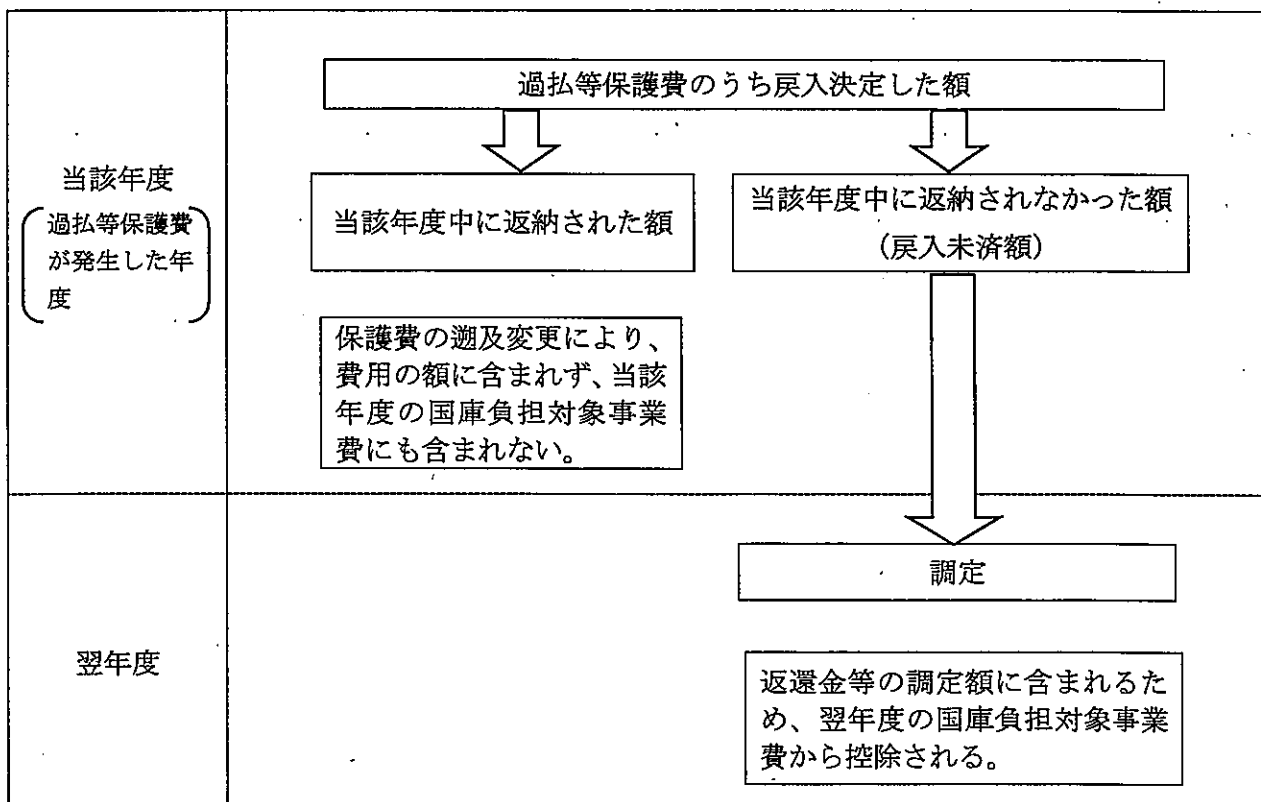 過払等保護費のうち戻入決定した額
当該年度
過払等保護費
が発生した年
度
当該年度中に返納された額
当該年度中に返納されなかった額
（戻入未済額）
保護費の遡及変更により、
費用の額に含まれず、当該
年度の国庫負担対象事業
費にも含まれない。
翌年度
調定
返還金等の調定額に含まれるた
め、翌年度の国庫負担対象事業
費から控除される。